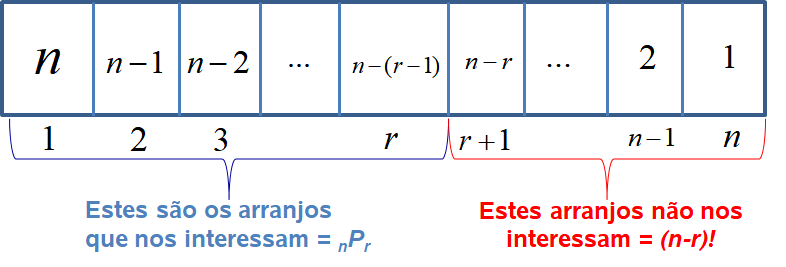 n n−1 n−2 ... n−(r−1) n−r ... 2 1
1 2 3 r r+1 n−1 n
Estes são os arranjos
que nos interessam = nPr
Estes arranjos não nos
interessam = (n-r)!